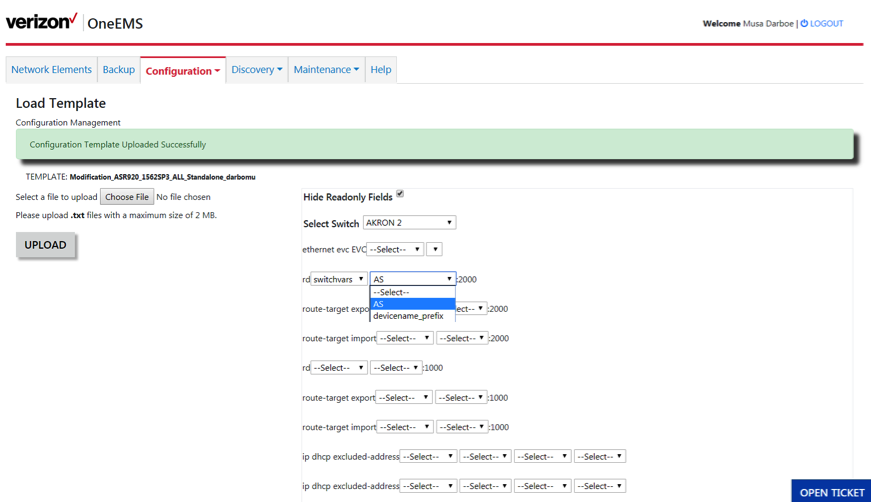 verizon✓ | OneEMS
Welcome Musa Darboe | LOGOUT
Network Elements Backup Configuration Discovery Maintenance Help
Load Template
Configuration Management
Configuration Template Uploaded Successfully
TEMPLATE: Modification_ASR920_1562SP3_ALL_Standalone_darbomu
Select a file to upload Choose File No file chosen
Please upload .txt files with a maximum size of 2 MB.
UPLOAD
Hide Readonly Fields
Select Switch AKRON 2
ethernet evc EVC --Select--
rd switchvars AS :2000
--Select--
AS
devicename_prefix
route-target expo ect-- :2000
route-target import --Select-- --Select-- :2000
rd --Select-- --Select-- :1000
route-target export --Select-- --Select-- :1000
route-target import --Select-- --Select-- :1000
ip dhcp excluded-address --Select-- --Select-- --Select-- --Select--
ip dhcp excluded-address --Select-- --Select-- --Select-- --Select--
OPEN TICKET